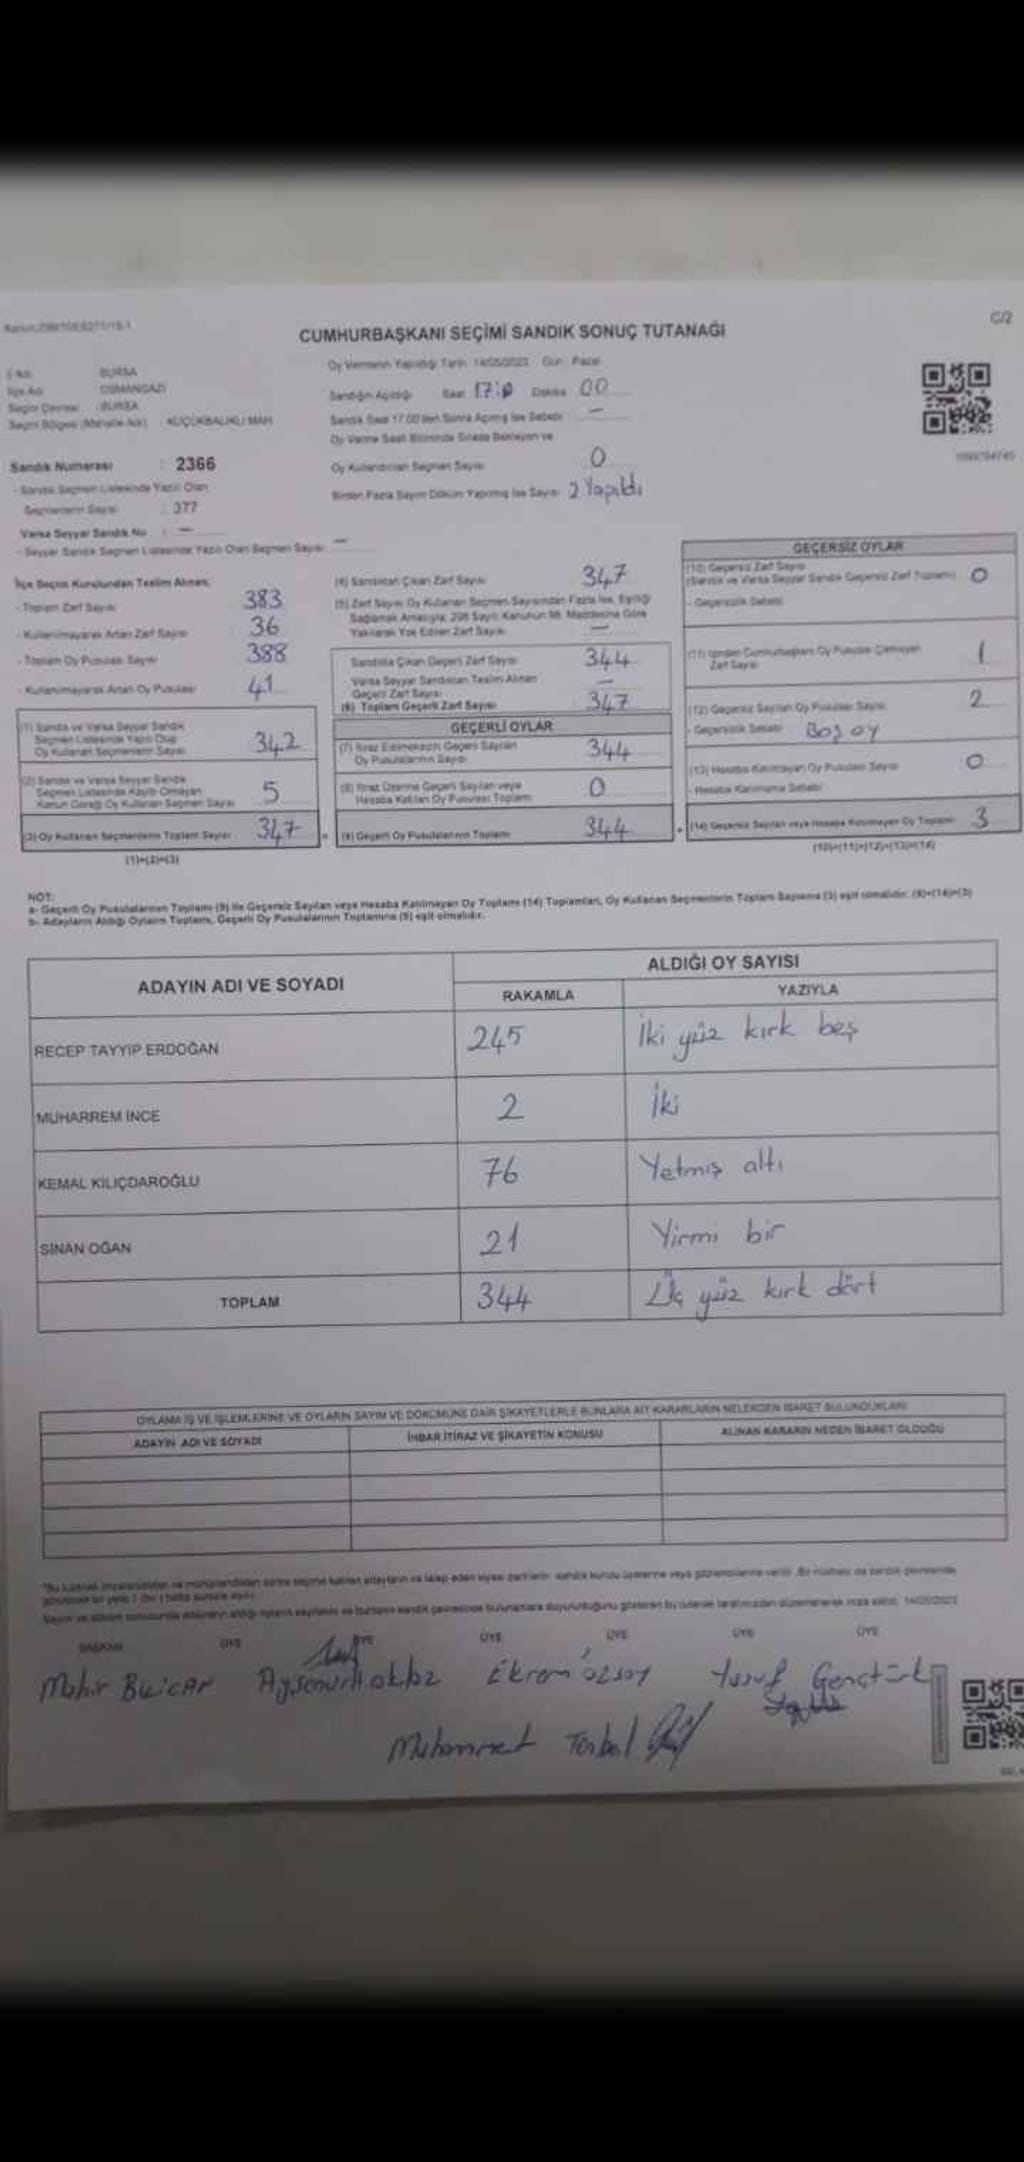 C/2
CUMHURBAŞKANI SEÇİMİ SANDIK SONUÇ TUTANAĞI
İl Adı BURSA
İlçe Adı OSMANGAZİ
Seçim Çevresi : BURSA
Seçim Bölgesi (Mahalle Adı) KÜÇÜKBALIKLI MAH
Oy Vermenin Yapıldığı Tarih : 14/05/2023 Gün : Pazar
Sandığın Açıldığı Saat Dakika 00
Sandık Saat 17.00'den Sonra Açılmış İse Sebebi –
Oy Verme Saati Bitiminde Sırada Bekleyen ve
Oy Kullandırılan Seçmen Sayısı 0
Birden Fazla Sayım Döküm Yapılmış İse Sayısı 2 Yapıldı
Sandık Numarası : 2366
- Sandık Seçmen Listesinde Yazılı Olan
Seçmenlerin Sayısı : 377
Varsa Seyyar Sandık No : –
- Seyyar Sandık Seçmen Listesinde Yazılı Olan Seçmen Sayısı –
İlçe Seçim Kurulundan Teslim Alınan;
- Toplam Zarf Sayısı 383
- Kullanılmayarak Artan Zarf Sayısı 36
- Toplam Oy Pusulası Sayısı 388
- Kullanılmayarak Artan Oy Pusulası 41
(1) Sandık ve Varsa Seyyar Sandık
Seçmen Listesinde Yazılı Olup
Oy Kullanan Seçmenlerin Sayısı 342
(2) Sandık ve Varsa Seyyar Sandık
Seçmen Listesinde Kayıtlı Olmayan
Kanun Gereği Oy Kullanan Seçmen Sayısı 5
(3) Oy Kullanan Seçmenlerin Toplam Sayısı 347
(1)+(2)=(3)
(4) Sandıktan Çıkan Zarf Sayısı 347
(5) Zarf Sayısı Oy Kullanan Seçmen Sayısından Fazla İse, Eşitliği
Sağlamak Amacıyla; 298 Sayılı Kanunun 98. Maddesine Göre
Yakılarak Yok Edilen Zarf Sayısı –
Sandıkta Çıkan Geçerli Zarf Sayısı 344
Varsa Seyyar Sandıktan Teslim Alınan
Geçerli Zarf Sayısı –
(6) Toplam Geçerli Zarf Sayısı 347
GEÇERLİ OYLAR
(7) İtiraz Edilmeksizin Geçerli Sayılan
Oy Pusulalarının Sayısı 344
(8) İtiraz Üzerine Geçerli Sayılan veya
Hesaba Katılan Oy Pusulası Toplamı 0
(9) Geçerli Oy Pusulalarının Toplamı 344
GEÇERSİZ OYLAR
(10) Geçersiz Zarf Sayısı
(Sandık ve Varsa Seyyar Sandık Geçersiz Zarf Toplamı) 0
- Geçersizlik Sebebi
(11) İçinden Cumhurbaşkanı Oy Pusulası Çıkmayan
Zarf Sayısı 1
(12) Geçersiz Sayılan Oy Pusulası Sayısı 2
- Geçersizlik Sebebi Boş oy
(13) Hesaba Katılmayan Oy Pusulası Sayısı 0
- Hesaba Katılmama Sebebi
(14) Geçersiz Sayılan veya Hesaba Katılmayan Oy Toplamı 3
(10)+(11)+(12)+(13)=(14)
NOT:
a- Geçerli Oy Pusulalarının Toplamı (9) ile Geçersiz Sayılan veya Hesaba Katılmayan Oy Toplamı (14) Toplamları, Oy Kullanan Seçmenlerin Toplam Sayısına (3) eşit olmalıdır. (9)+(14)=(3)
b- Adayların Aldığı Oyların Toplamı, Geçerli Oy Pusulalarının Toplamına (9) eşit olmalıdır.
ADAYIN ADI VE SOYADI ALDIĞI OY SAYISI
RAKAMLA YAZIYLA
RECEP TAYYİP ERDOĞAN 245 İki yüz kırk beş
MUHARREM İNCE 2 İki
KEMAL KILIÇDAROĞLU 76 Yetmiş altı
SİNAN OĞAN 21 Yirmi bir
TOPLAM 344 Üç yüz kırk dört
OYLAMA İŞ VE İŞLEMLERİNE VE OYLARIN SAYIM VE DÖKÜMÜNE DAİR ŞİKAYETLERLE BUNLARA AİT KARARLARIN NELERDEN İBARET BULUNDUKLARI
ADAYIN ADI VE SOYADI İHBAR İTİRAZ VE ŞİKAYETİN KONUSU ALINAN KARARIN NEDEN İBARET OLDUĞU
BAŞKAN ÜYE ÜYE ÜYE ÜYE ÜYE ÜYE
Ekrem özsoy Yusuf Gençtürk